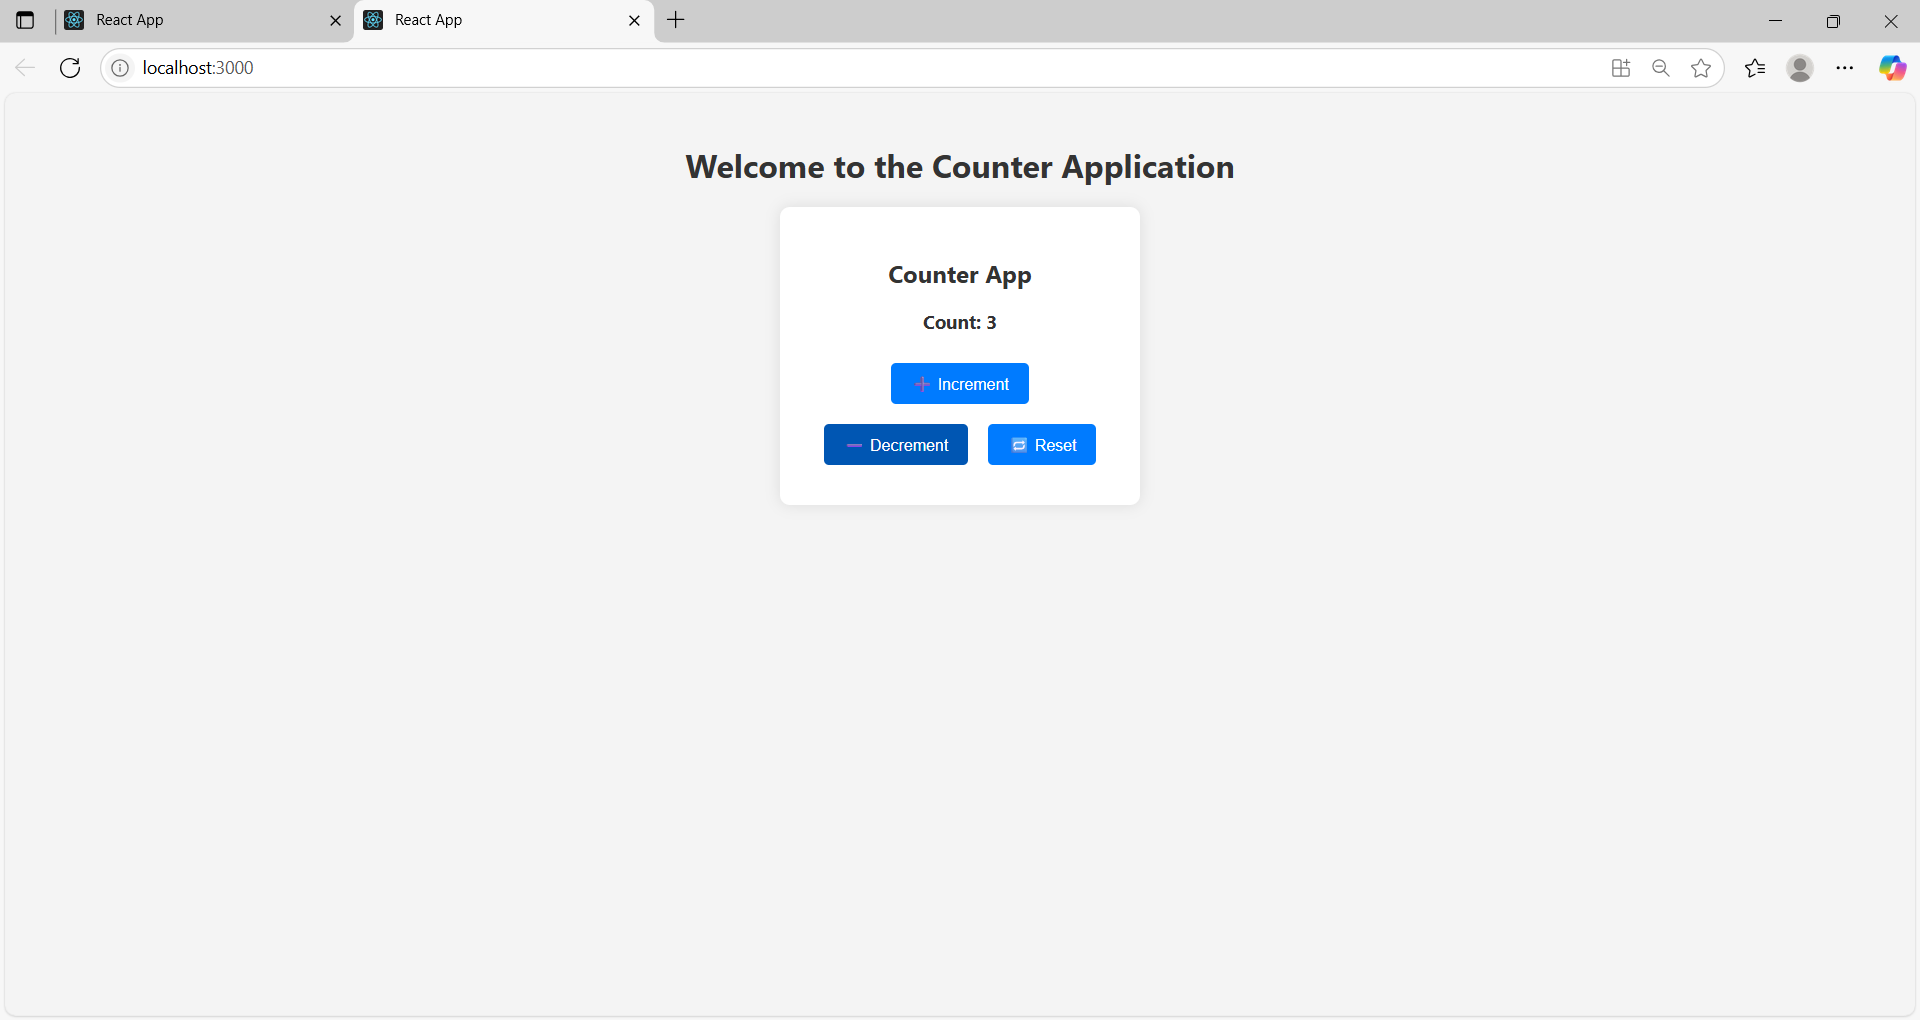 React App
React App
localhost:3000
Welcome to the Counter Application
Counter App
Count: 3
➕ Increment
➖ Decrement
🔁 Reset